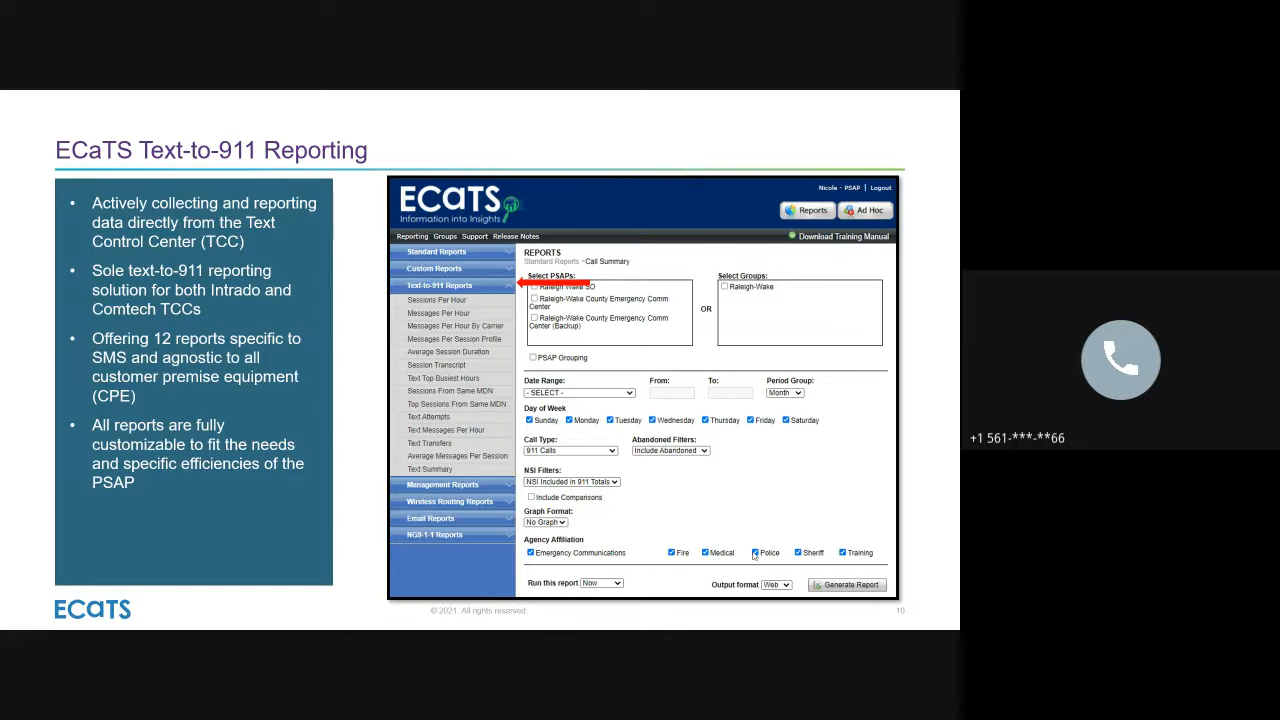 ECaTS Text-to-911 Reporting
• Actively collecting and reporting
data directly from the Text
Control Center (TCC)
• Sole text-to-911 reporting
solution for both Intrado and
Comtech TCCs
• Offering 12 reports specific to
SMS and agnostic to all
customer premise equipment
(CPE)
• All reports are fully
customizable to fit the needs
and specific efficiencies of the
PSAP
ECaTS
Information into Insights
Nicole - PSAP | Logout
Reports
Ad Hoc
Reporting Groups Support Release Notes
Download Training Manual
Standard Reports
Custom Reports
Text-to-911 Reports
Sessions Per Hour
Messages Per Hour
Messages Per Hour By Carrier
Messages Per Session Profile
Average Session Duration
Session Transcript
Text Top Busiest Hours
Sessions From Same MDN
Top Sessions From Same MDN
Text Attempts
Text Messages Per Hour
Text Transfers
Average Messages Per Session
Text Summary
Management Reports
Wireless Routing Reports
Email Reports
NG9-1-1 Reports
REPORTS
Standard Reports >Call Summary
Select PSAPs:
Raleigh Wake SO
Raleigh-Wake County Emergency Comm
Center
Raleigh-Wake County Emergency Comm
Center (Backup)
OR
Select Groups:
Raleigh-Wake
PSAP Grouping
Date Range: From: To: Period Group:
- SELECT - Month
Day of Week
Sunday Monday Tuesday Wednesday Thursday Friday Saturday
Call Type: Abandoned Filters:
911 Calls Include Abandoned
NSI Filters:
NSI Included in 911 Totals
Include Comparisons
Graph Format:
No Graph
Agency Affiliation
Emergency Communications Fire Medical Police Sheriff Training
Run this report Now Output format Web Generate Report
ECaTS
© 2021 All rights reserved.
10
+1 561-***-**66